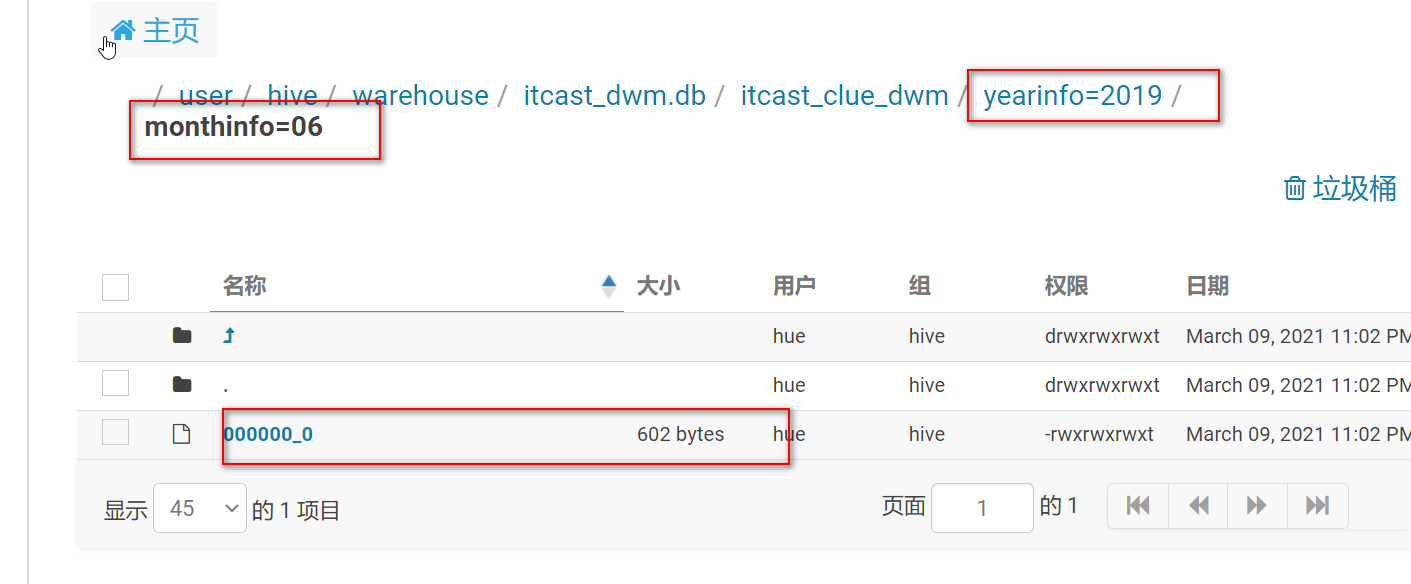 主页
/ user / hive / warehouse / itcast_dwm.db / itcast_clue_dwm / yearinfo=2019 /
monthinfo=06
垃圾桶
名称 大小 用户 组 权限 日期
hue hive drwxrwxrwxt March 09, 2021 11:02 PM
. hue hive drwxrwxrwxt March 09, 2021 11:02 PM
000000_0 602 bytes hue hive -rwxrwxrwxt March 09, 2021 11:02 PM
显示 45 的 1 项目 页面 1 的 1